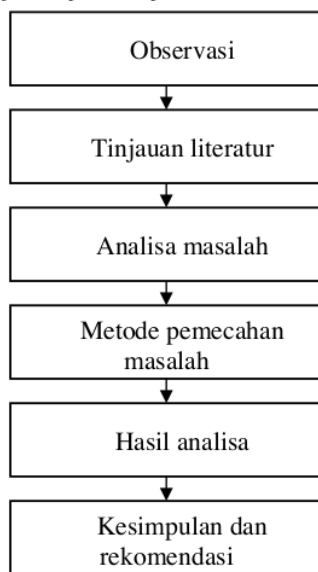 Observasi
Tinjauan literatur
Analisa masalah
Metode pemecahan
masalah
Hasil analisa
Kesimpulan dan
rekomendasi